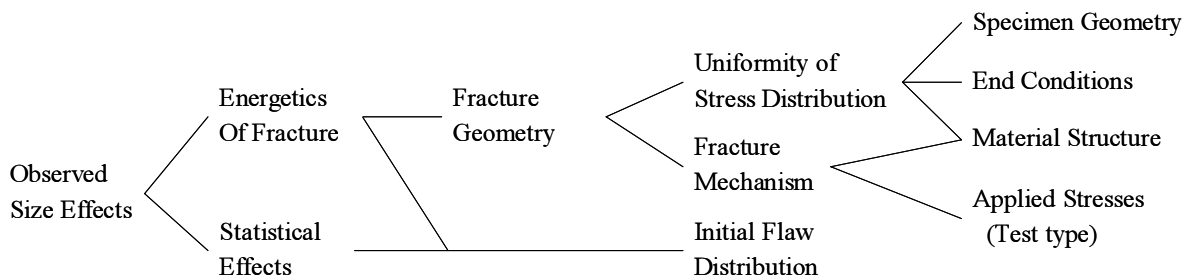 Observed
Size Effects
Energetics
Of Fracture
Statistical
Effects
Fracture
Geometry
Uniformity of
Stress Distribution
Fracture
Mechanism
Initial Flaw
Distribution
Specimen Geometry
End Conditions
Material Structure
Applied Stresses
(Test type)